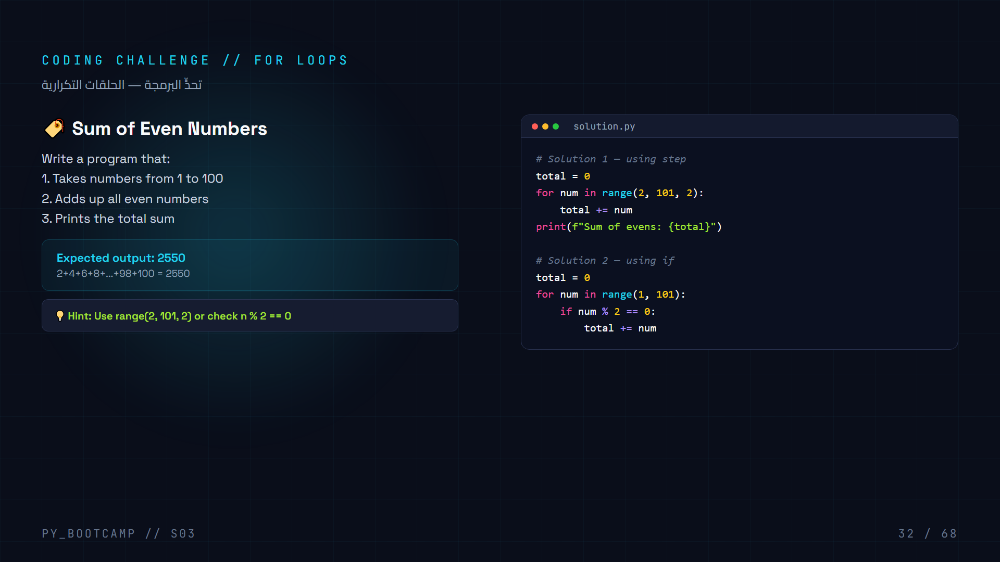 CODING CHALLENGE // FOR LOOPS
تحدٍّ البرمجة — الحلقات التكرارية
Sum of Even Numbers
Write a program that:
1. Takes numbers from 1 to 100
2. Adds up all even numbers
3. Prints the total sum
Expected output: 2550
2+4+6+8+...+98+100 = 2550
Hint: Use range(2, 101, 2) or check n % 2 == 0
solution.py
# Solution 1 — using step
total = 0
for num in range(2, 101, 2):
    total += num
print(f"Sum of evens: {total}")
# Solution 2 — using if
total = 0
for num in range(1, 101):
    if num % 2 == 0:
        total += num
PY_BOOTCAMP // S03
32 / 68